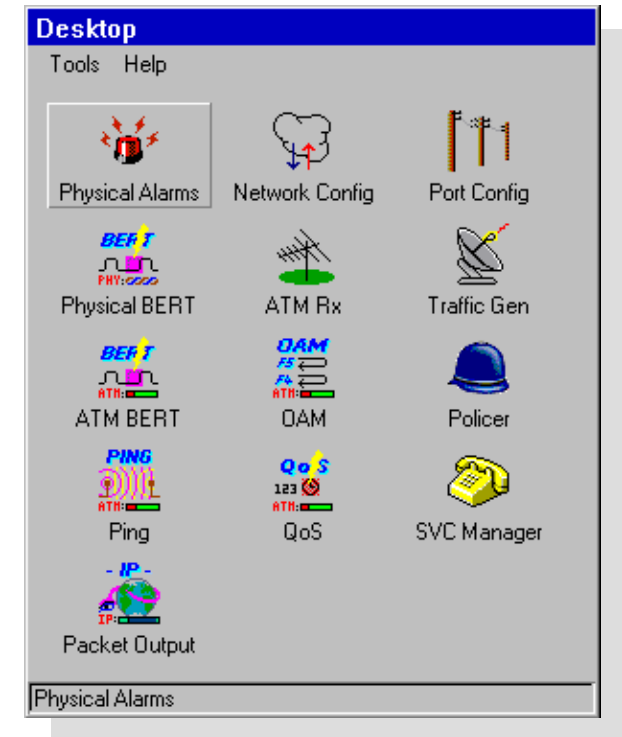 Desktop
Tools Help
Physical Alarms Network Config Port Config
BERT
PHY:
Physical BERT ATM Rx Traffic Gen
BERT OAM
F5
F4
ATM: ATM:
ATM BERT OAM Policer
PING QoS
123
ATM: ATM:
Ping QoS SVC Manager
- IP -
IP:
Packet Output
Physical Alarms